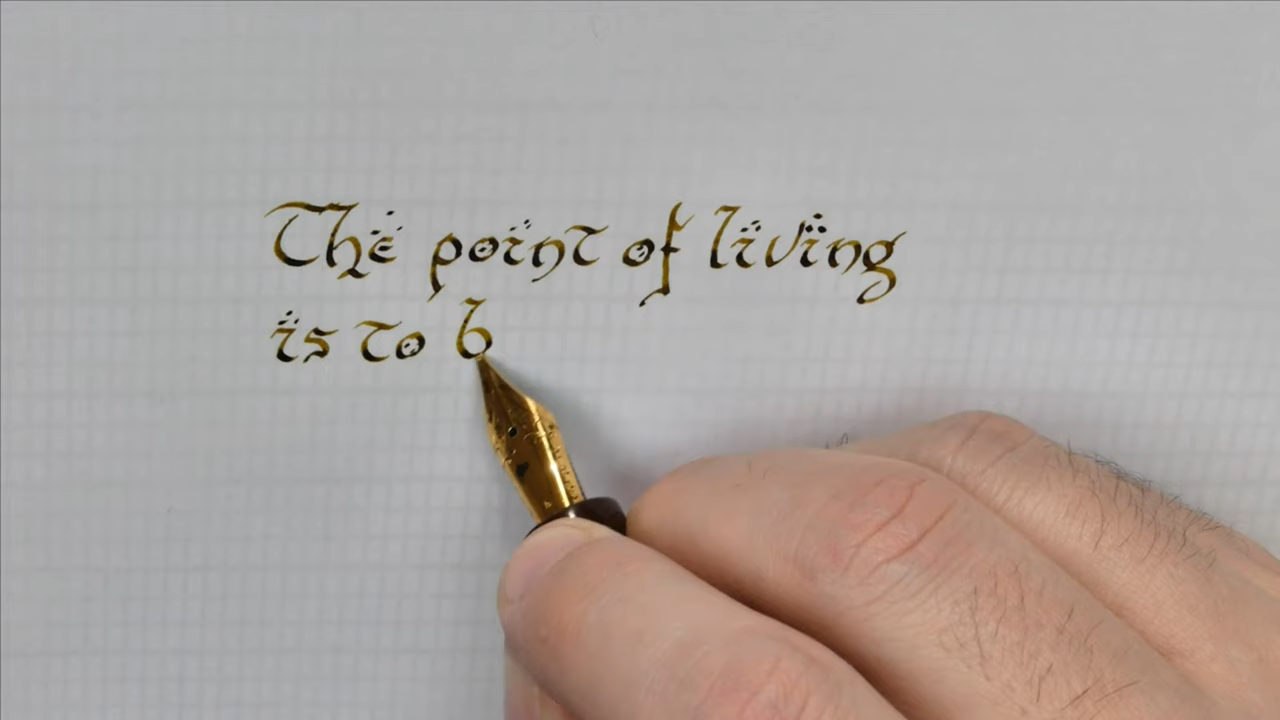 The point of living
is to b